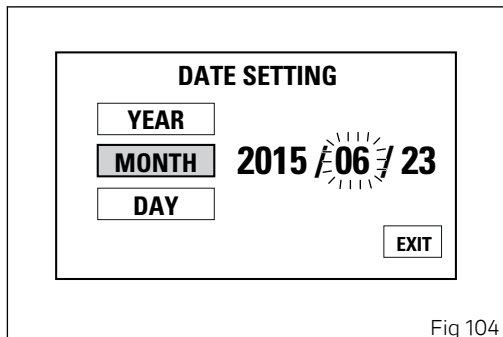 DATE SETTING
YEAR
MONTH 2015 / 06 / 23
DAY
EXIT
Fig 104